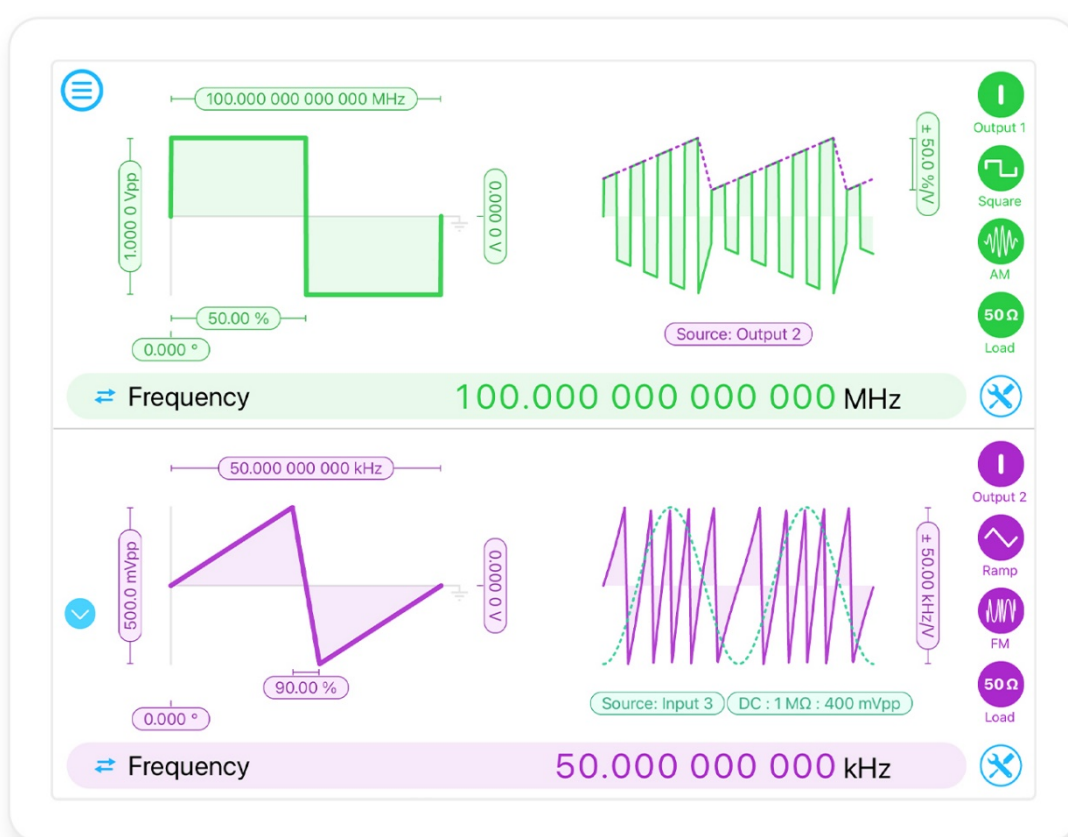 100.000 000 000 000 MHz
1.000 0 Vpp
0.000 0 V
50.00 %
0.000 °
± 50.0 %/V
Source: Output 2
Output 1
Square
AM
50 Ω
Load
Frequency
100.000 000 000 000 MHz
50.000 000 000 kHz
500.0 mVpp
0.000 0 V
90.00 %
0.000 °
± 50.00 kHz/V
Source: Input 3
DC : 1 MΩ : 400 mVpp
Output 2
Ramp
FM
50 Ω
Load
Frequency
50.000 000 000 kHz